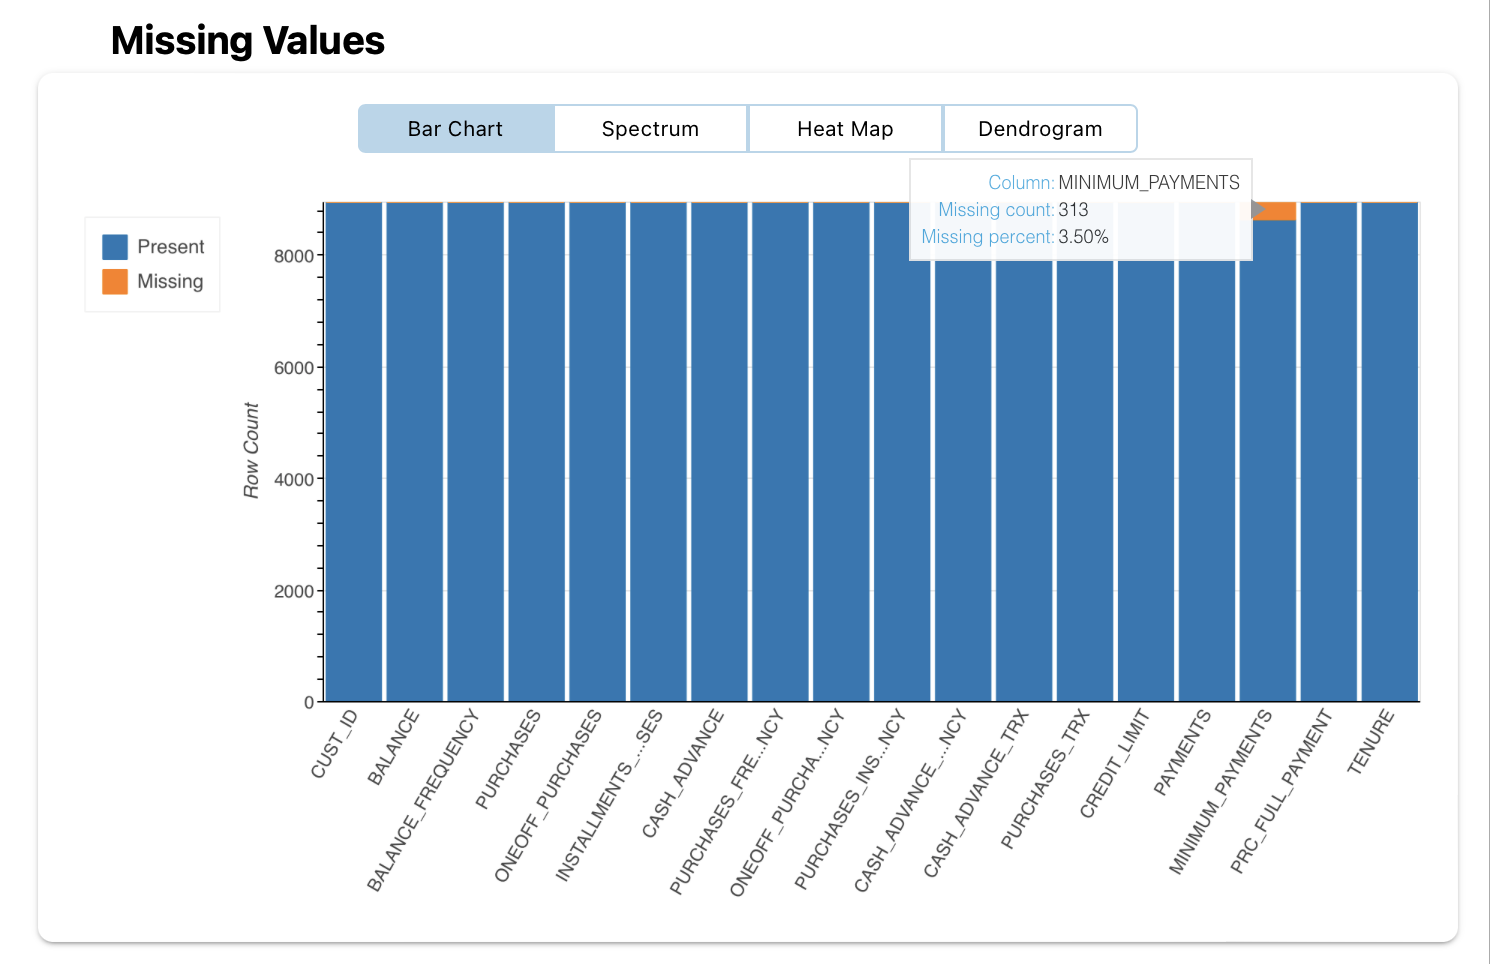 Missing Values
Bar Chart
Spectrum
Heat Map
Dendrogram
Column: MINIMUM_PAYMENTS
Missing count: 313
Missing percent: 3.50%
Present
Missing
8000
6000
4000
2000
0
Row Count
CUST_ID
BALANCE
BALANCE_FREQUENCY
PURCHASES
ONEOFF_PURCHASES
INSTALLMENTS_...SES
CASH_ADVANCE
PURCHASES_FRE...NCY
ONEOFF_PURCHA...NCY
PURCHASES_INS...NCY
CASH_ADVANCE_...NCY
CASH_ADVANCE_TRX
PURCHASES_TRX
CREDIT_LIMIT
PAYMENTS
MINIMUM_PAYMENTS
PRC_FULL_PAYMENT
TENURE